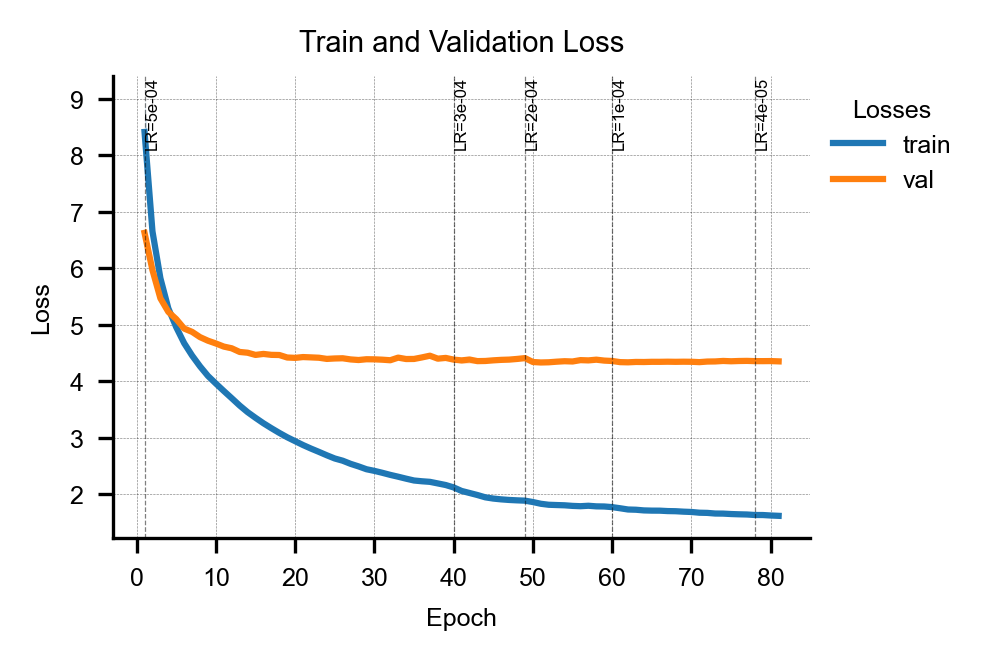 Train and Validation Loss
LR=5e-04
LR=3e-04
LR=2e-04
LR=1e-04
LR=4e-05
Losses
train
val
Loss
9
8
7
6
5
4
3
2
0 10 20 30 40 50 60 70 80
Epoch